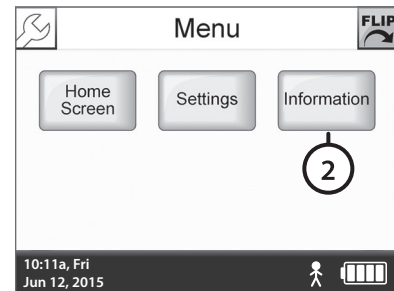 Menu
FLIP
Home
Screen
Settings
Information
2
10:11a, Fri
Jun 12, 2015